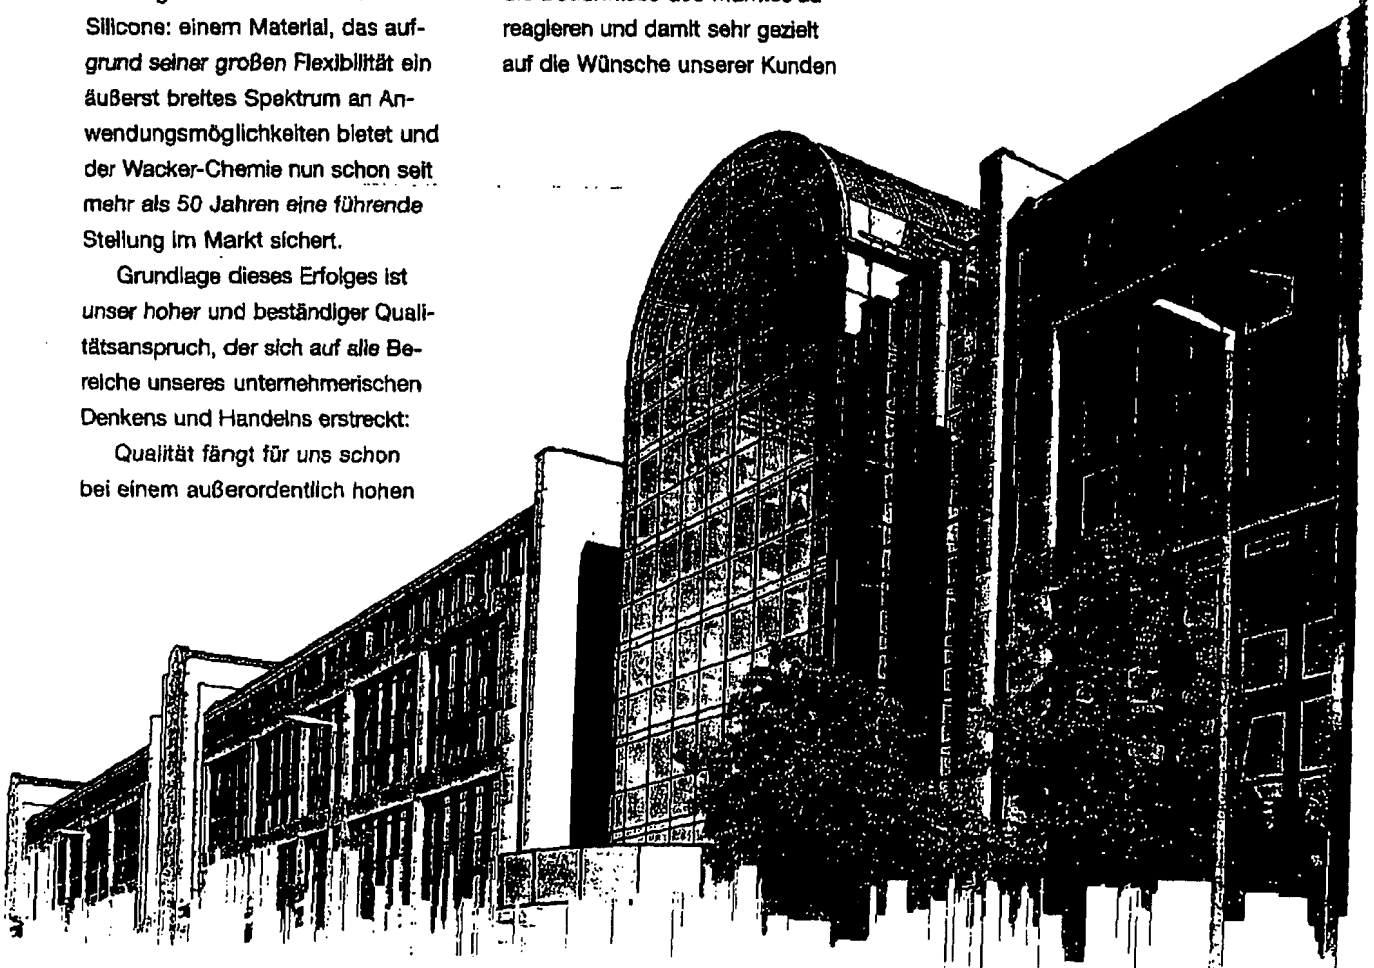 Silicone: einem Material, das auf-
grund seiner großen Flexibilität ein
äußerst breites Spektrum an An-
wendungsmöglichkeiten bietet und
der Wacker-Chemie nun schon seit
mehr als 50 Jahren eine führende
Stellung im Markt sichert.
Grundlage dieses Erfolges ist
unser hoher und beständiger Quali-
tätsanspruch, der sich auf alle Be-
reiche unseres unternehmerischen
Denkens und Handelns erstreckt:
Qualität fängt für uns schon
bei einem außerordentlich hohen
reagieren und damit sehr gezielt
auf die Wünsche unserer Kunden